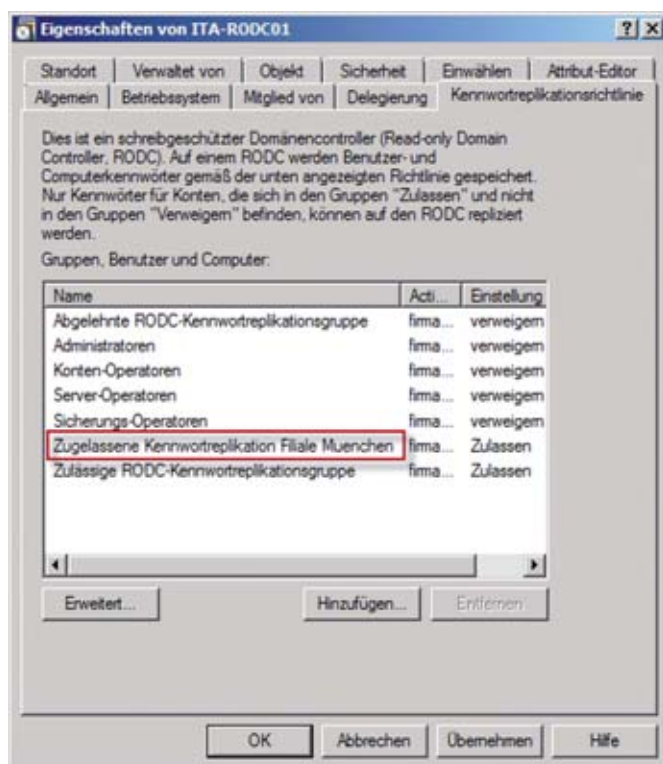 Eigenschaften von ITA-RODC01
Standort Verwaltet von Objekt Sicherheit Einwählen Attribut-Editor
Allgemein Betriebssystem Mitglied von Delegierung Kennwortreplikationsrichtlinie
Dies ist ein schreibgeschützter Domänencontroller (Read-only Domain
Controller, RODC). Auf einem RODC werden Benutzer- und
Computerkennwörter gemäß der unten angezeigten Richtlinie gespeichert.
Nur Kennwörter für Konten, die sich in den Gruppen "Zulassen" und nicht
in den Gruppen "Verweigern" befinden, können auf den RODC repliziert
werden.
Gruppen, Benutzer und Computer:
Name Acti... Einstellung
Abgelehnte RODC-Kennwortreplikationsgruppe firma... verweigern
Administratoren firma... verweigern
Konten-Operatoren firma... verweigern
Server-Operatoren firma... verweigern
Sicherungs-Operatoren firma... verweigern
Zugelassene Kennwortreplikation Filiale Muenchen firma... Zulassen
Zulässige RODC-Kennwortreplikationsgruppe firma... Zulassen
Erweitert... Hinzufügen... Entfernen
OK Abbrechen Übernehmen Hilfe